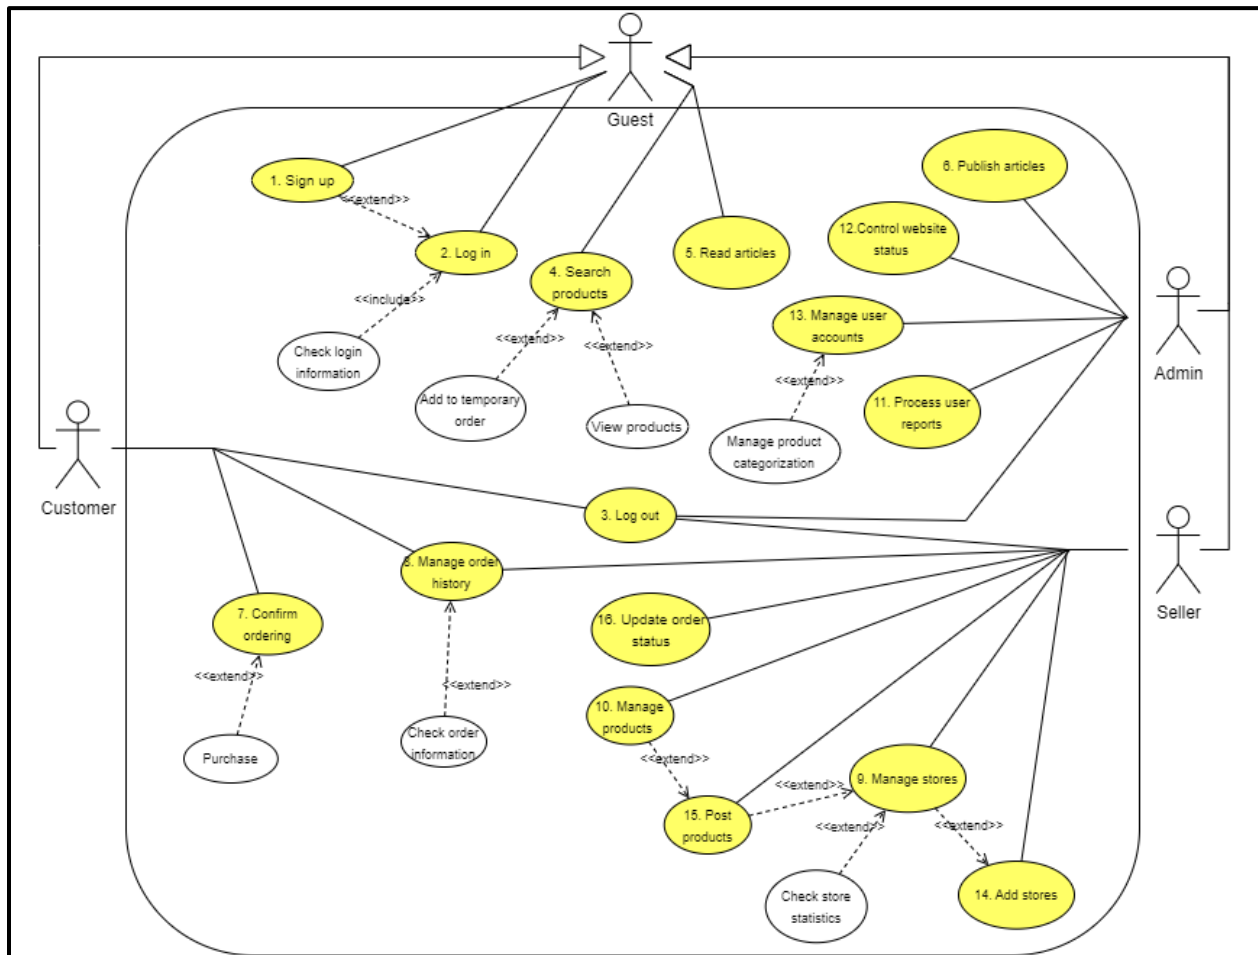 Guest
1. Sign up
<<extend>>
2. Log in
<<include>>
Check login
information
4. Search
products
<<extend>>
<<extend>>
Add to temporary
order
View products
5. Read articles
6. Publish articles
12.Control website
status
13. Manage user
accounts
<<extend>>
Manage product
categorization
11. Process user
reports
Admin
Customer
3. Log out
8. Manage order
history
<<extend>>
Check order
information
7. Confirm
ordering
<<extend>>
Purchase
Seller
16. Update order
status
10. Manage
products
<<extend>>
15. Post
products
<<extend>>
9. Manage stores
<<extend>>
<<extend>>
Check store
statistics
14. Add stores